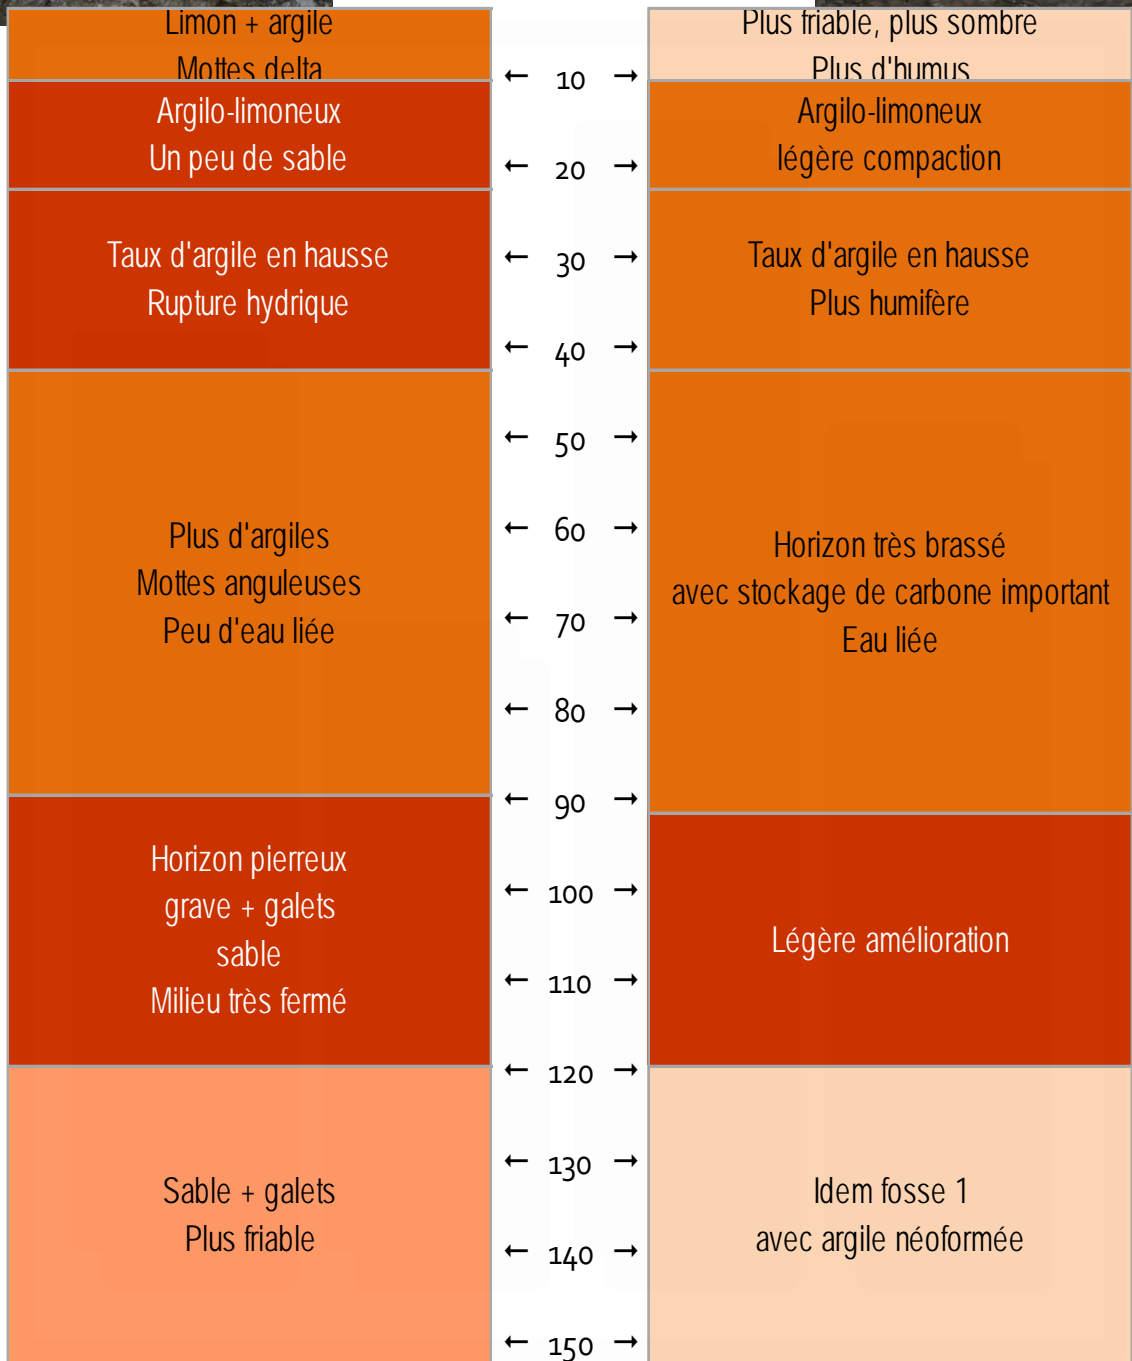 Limon + argile
Mottes delta
Argilo-limoneux
Un peu de sable
Taux d'argile en hausse
Rupture hydrique
Plus d'argiles
Mottes anguleuses
Peu d'eau liée
Horizon pierreux
grave + galets
sable
Milieu très fermé
Sable + galets
Plus friable
← 10 →
← 20 →
← 30 →
← 40 →
← 50 →
← 60 →
← 70 →
← 80 →
← 90 →
← 100 →
← 110 →
← 120 →
← 130 →
← 140 →
← 150 →
Plus friable, plus sombre
Plus d'humus
Argilo-limoneux
légère compaction
Taux d'argile en hausse
Plus humifère
Horizon très brassé
avec stockage de carbone important
Eau liée
Légère amélioration
Idem fosse 1
avec argile néoformée